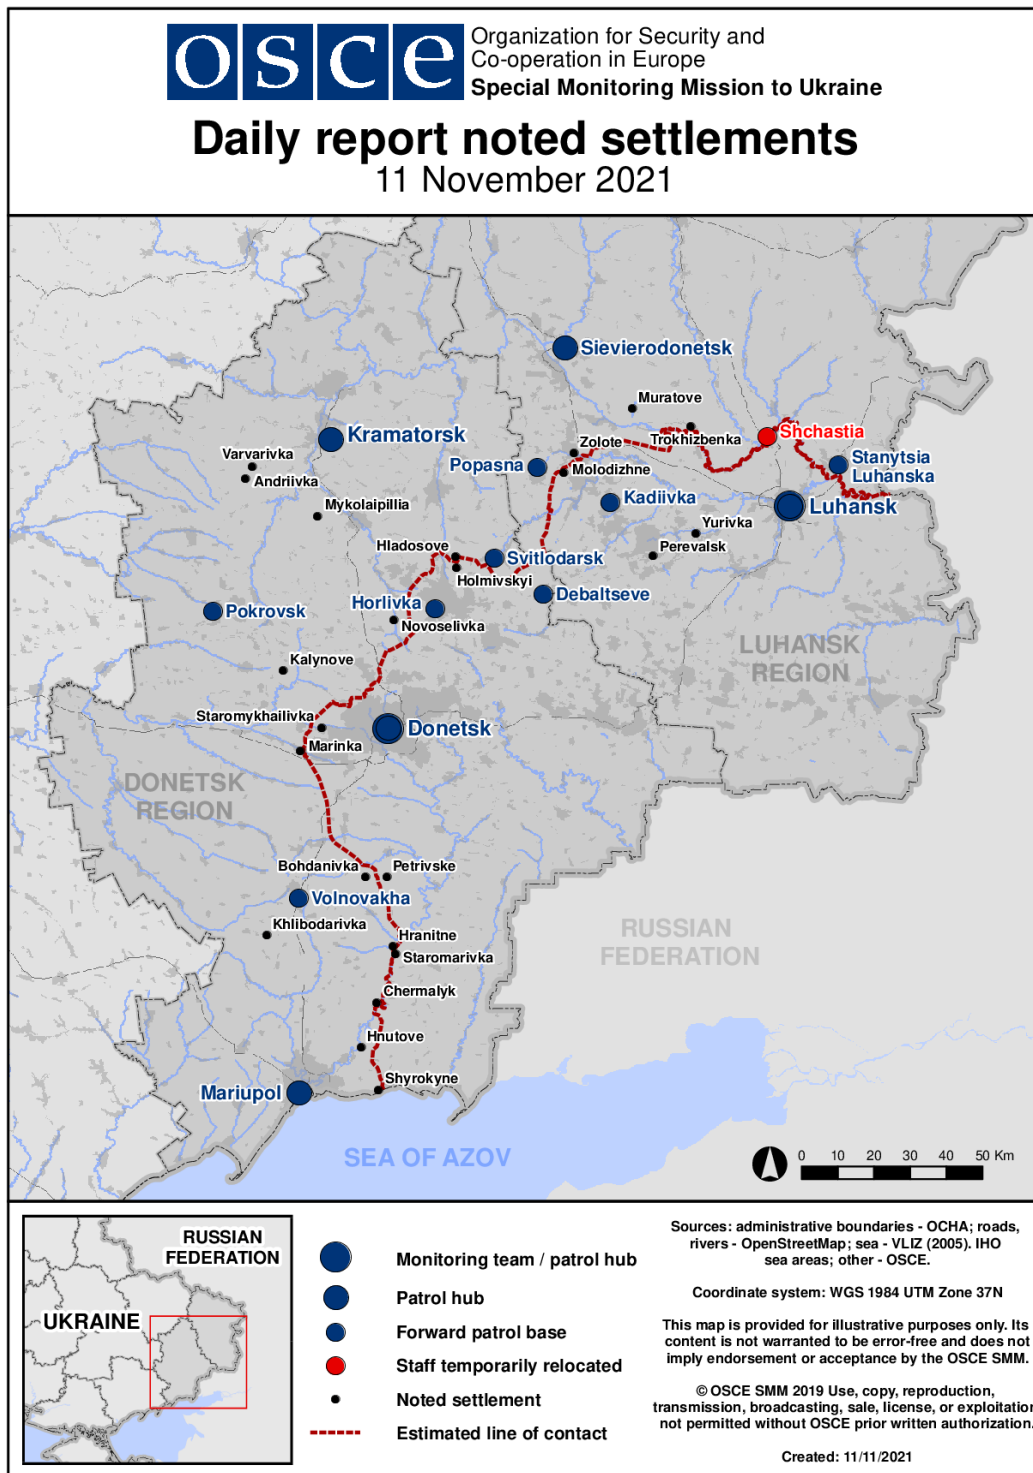 osce
Organization for Security and
Co-operation in Europe
Special Monitoring Mission to Ukraine
Daily report noted settlements
11 November 2021
Sievierodonetsk
Muratove
Kramatorsk
Shchastia
Trokhizbenka
Zolote
Varvarivka
Popasna
Stanytsia
Luhanska
Molodizhne
Andriivka
Kadiivka
Mykolaipillia
Luhansk
Yurivka
Hladosove
Perevalsk
Svitlodarsk
Holmivskyi
Debaltseve
Horlivka
Pokrovsk
Novoselivka
LUHANSK
REGION
Kalynove
Staromykhailivka
Donetsk
Marinka
DONETSK
REGION
Bohdanivka
Petrivske
Volnovakha
Khlibodarivka
RUSSIAN
FEDERATION
Hranitne
Staromarivka
Chermalyk
Hnutove
Shyrokyne
Mariupol
SEA OF AZOV
0 10 20 30 40 50 Km
RUSSIAN
FEDERATION
UKRAINE
Monitoring team / patrol hub
Patrol hub
Forward patrol base
Staff temporarily relocated
Noted settlement
Estimated line of contact
Sources: administrative boundaries - OCHA; roads,
rivers - OpenStreetMap; sea - VLIZ (2005). IHO
sea areas; other - OSCE.
Coordinate system: WGS 1984 UTM Zone 37N
This map is provided for illustrative purposes only. Its
content is not warranted to be error-free and does not
imply endorsement or acceptance by the OSCE SMM.
© OSCE SMM 2019 Use, copy, reproduction,
transmission, broadcasting, sale, license, or exploitation
not permitted without OSCE prior written authorization.
Created: 11/11/2021